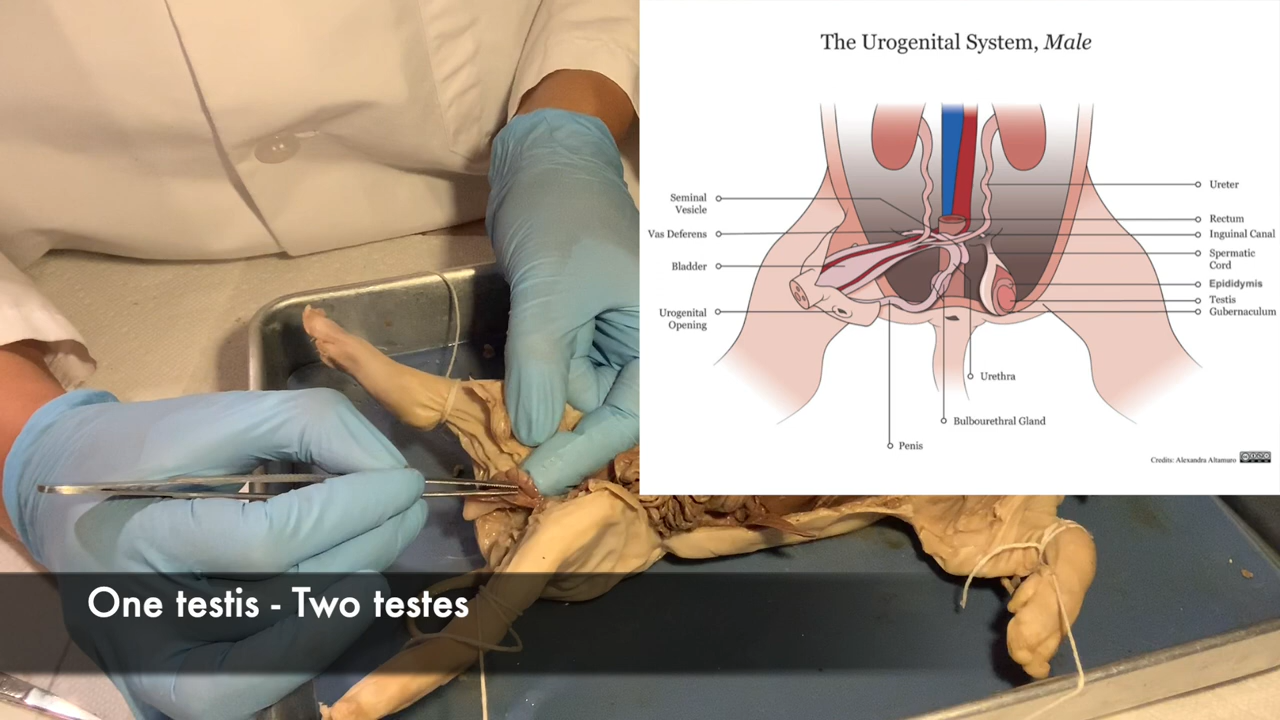 The Urogenital System, Male
Seminal
Vesicle
Vas Deferens
Bladder
Urogenital
Opening
Ureter
Rectum
Inguinal Canal
Spermatic
Cord
Epididymis
Testis
Gubernaculum
Urethra
Bulbourethral Gland
Penis
Credits: Alexandra Altamuro
One testis - Two testes